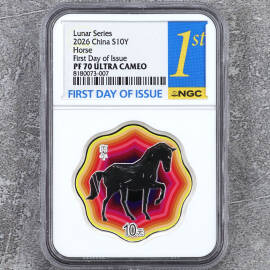 Lunar Series
2026 China S10Y
Horse
First Day of Issue
PF 70 ULTRA CAMEO
8180073-007
1st
NGC
FIRST DAY OF ISSUE
10元